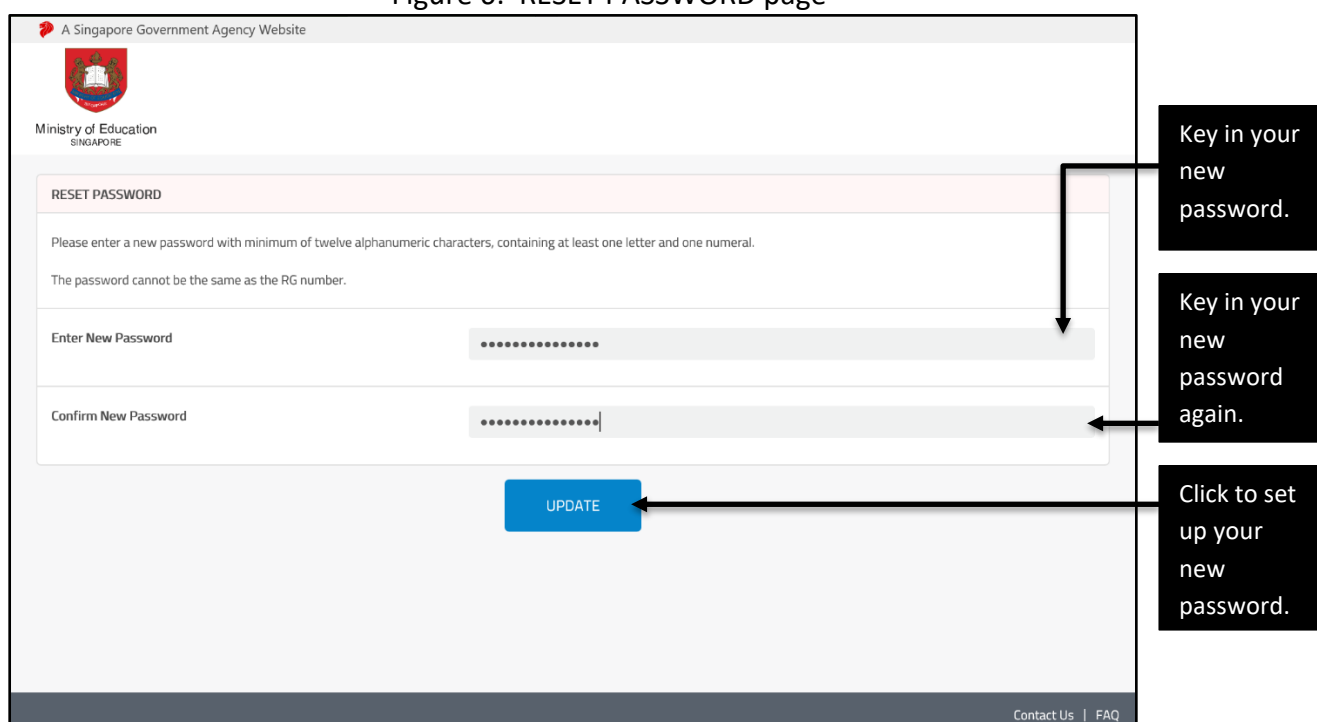 Figure 6: RESET PASSWORD page
A Singapore Government Agency Website
Ministry of Education
SINGAPORE
RESET PASSWORD
Please enter a new password with minimum of twelve alphanumeric characters, containing at least one letter and one numeral.
The password cannot be the same as the RG number.
Enter New Password
•••••••••••••••
Confirm New Password
•••••••••••••••
UPDATE
Contact Us | FAQ
Key in your
new
password.
Key in your
new
password
again.
Click to set
up your
new
password.